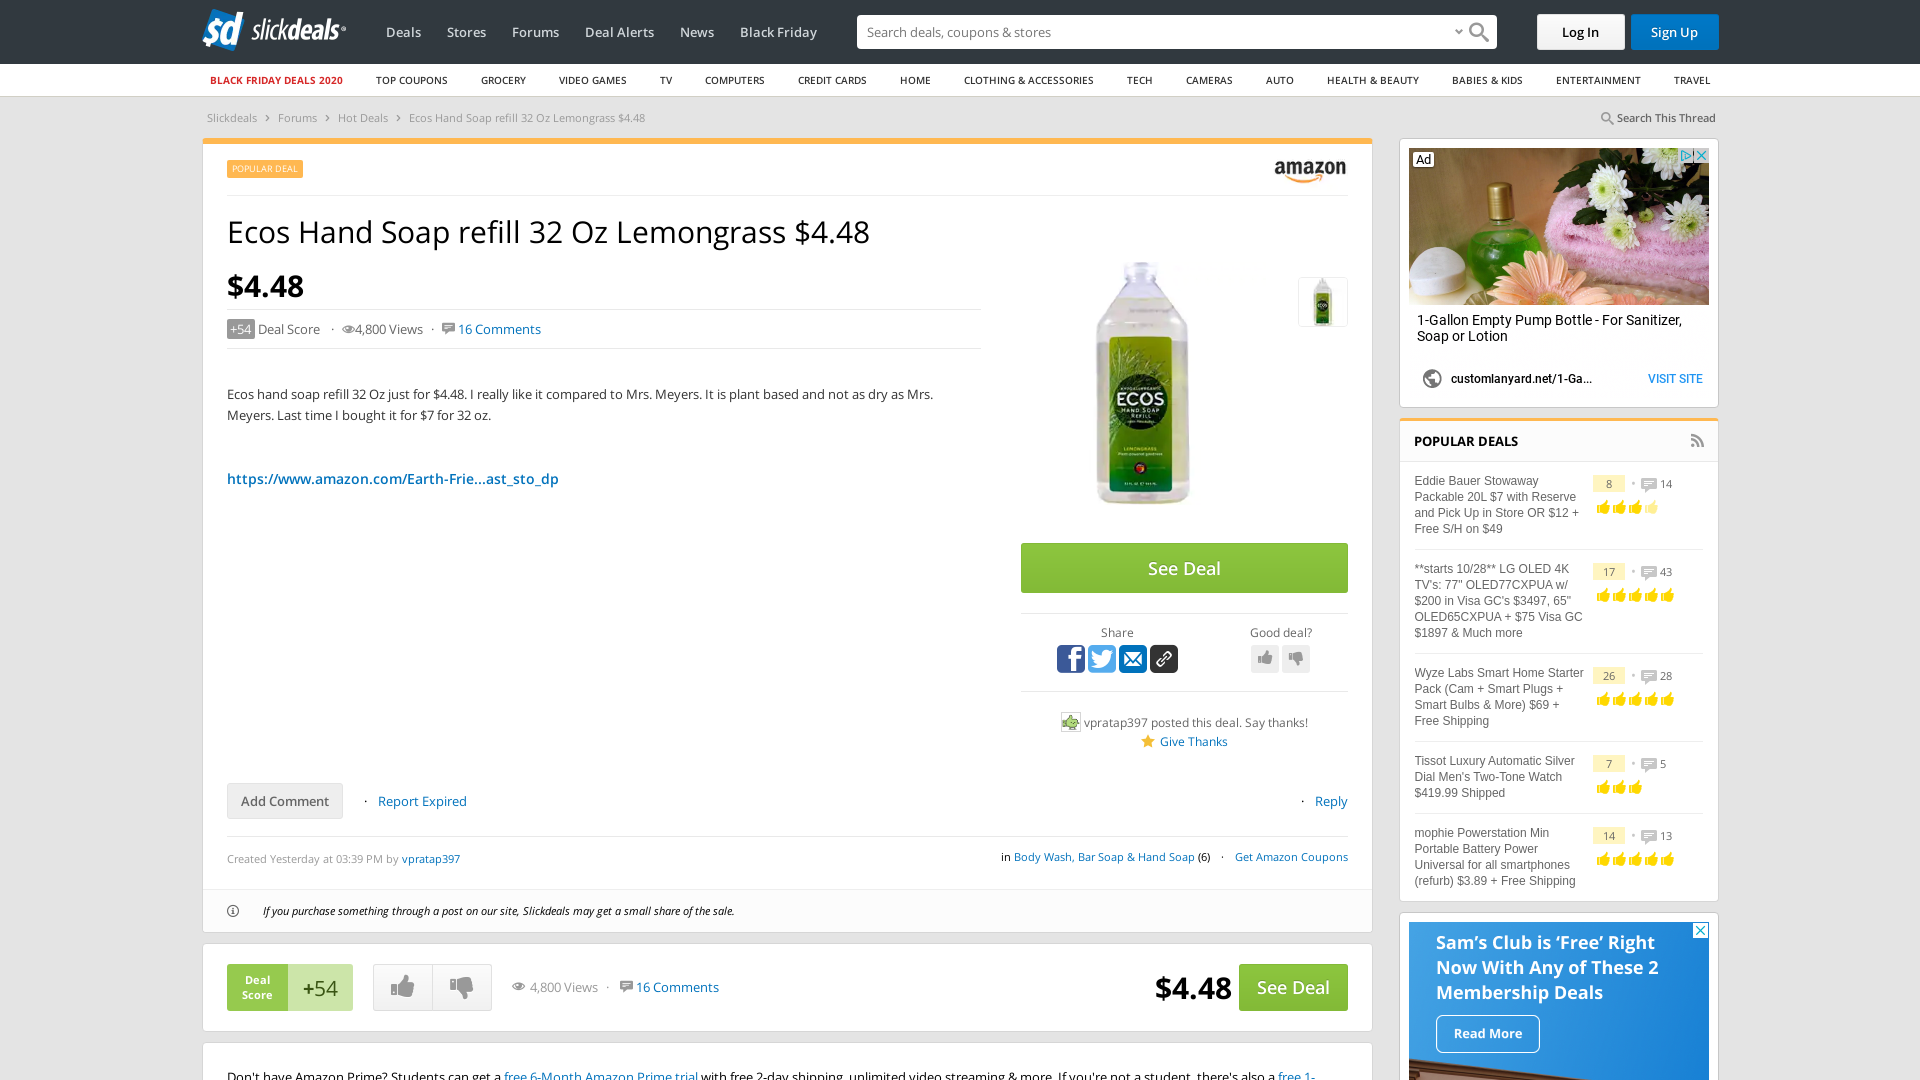 slickdeals
Deals
Stores
Forums
Deal Alerts
News
Black Friday
Search deals, coupons & stores
Log In
Sign Up
BLACK FRIDAY DEALS 2020
TOP COUPONS
GROCERY
VIDEO GAMES
TV
COMPUTERS
CREDIT CARDS
HOME
CLOTHING & ACCESSORIES
TECH
CAMERAS
AUTO
HEALTH & BEAUTY
BABIES & KIDS
ENTERTAINMENT
TRAVEL
Slickdeals > Forums > Hot Deals > Ecos Hand Soap refill 32 Oz Lemongrass $4.48
Search This Thread
POPULAR DEAL
amazon
Ecos Hand Soap refill 32 Oz Lemongrass $4.48
$4.48
+54 Deal Score · 4,800 Views · 16 Comments
Ecos hand soap refill 32 Oz just for $4.48. I really like it compared to Mrs. Meyers. It is plant based and not as dry as Mrs.
Meyers. Last time I bought it for $7 for 32 oz.
https://www.amazon.com/Earth-Frie...ast_sto_dp
ECOS
HAND SOAP
REFILL
LEMONGRASS
See Deal
Share
Good deal?
vpratap397 posted this deal. Say thanks!
Give Thanks
Add Comment
· Report Expired
· Reply
Created Yesterday at 03:39 PM by vpratap397
in Body Wash, Bar Soap & Hand Soap (6) · Get Amazon Coupons
If you purchase something through a post on our site, Slickdeals may get a small share of the sale.
Deal
Score
+54
4,800 Views · 16 Comments
$4.48
See Deal
Don't have Amazon Prime? Students can get a free 6-Month Amazon Prime trial with free 2-day shipping, unlimited video streaming & more. If you're not a student, there's also a free 1-
Ad
1-Gallon Empty Pump Bottle - For Sanitizer,
Soap or Lotion
customlanyard.net/1-Ga...
VISIT SITE
POPULAR DEALS
Eddie Bauer Stowaway
Packable 20L $7 with Reserve
and Pick Up in Store OR $12 +
Free S/H on $49
8 • 14
**starts 10/28** LG OLED 4K
TV's: 77" OLED77CXPUA w/
$200 in Visa GC's $3497, 65"
OLED65CXPUA + $75 Visa GC
$1897 & Much more
17 • 43
Wyze Labs Smart Home Starter
Pack (Cam + Smart Plugs +
Smart Bulbs & More) $69 +
Free Shipping
26 • 28
Tissot Luxury Automatic Silver
Dial Men's Two-Tone Watch
$419.99 Shipped
7 • 5
mophie Powerstation Min
Portable Battery Power
Universal for all smartphones
(refurb) $3.89 + Free Shipping
14 • 13
Sam's Club is 'Free' Right
Now With Any of These 2
Membership Deals
Read More